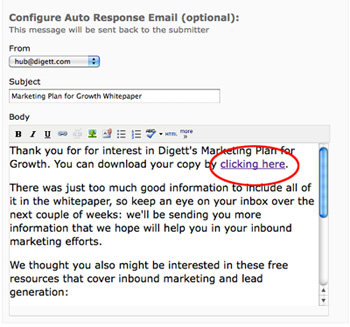 Configure Auto Response Email (optional):
This message will be sent back to the submitter
From
hub@digett.com
Subject
Marketing Plan for Growth Whitepaper
Body
B I U ABC HTML more »
Thank you for for interest in Digett's Marketing Plan for
Growth. You can download your copy by clicking here.
There was just too much good information to include all of
it in the whitepaper, so keep an eye on your inbox over the
next couple of weeks: we'll be sending you more
information that we hope will help you in your inbound
marketing efforts.
We thought you also might be interested in these free
resources that cover inbound marketing and lead
generation: